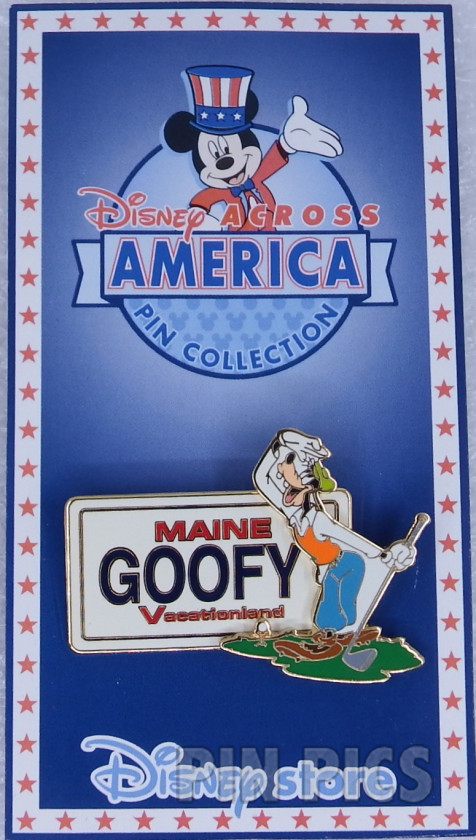 Disney ACROSS
AMERICA
PIN COLLECTION
MAINE
GOOFY
Vacationland
Disney store
PIN PICS